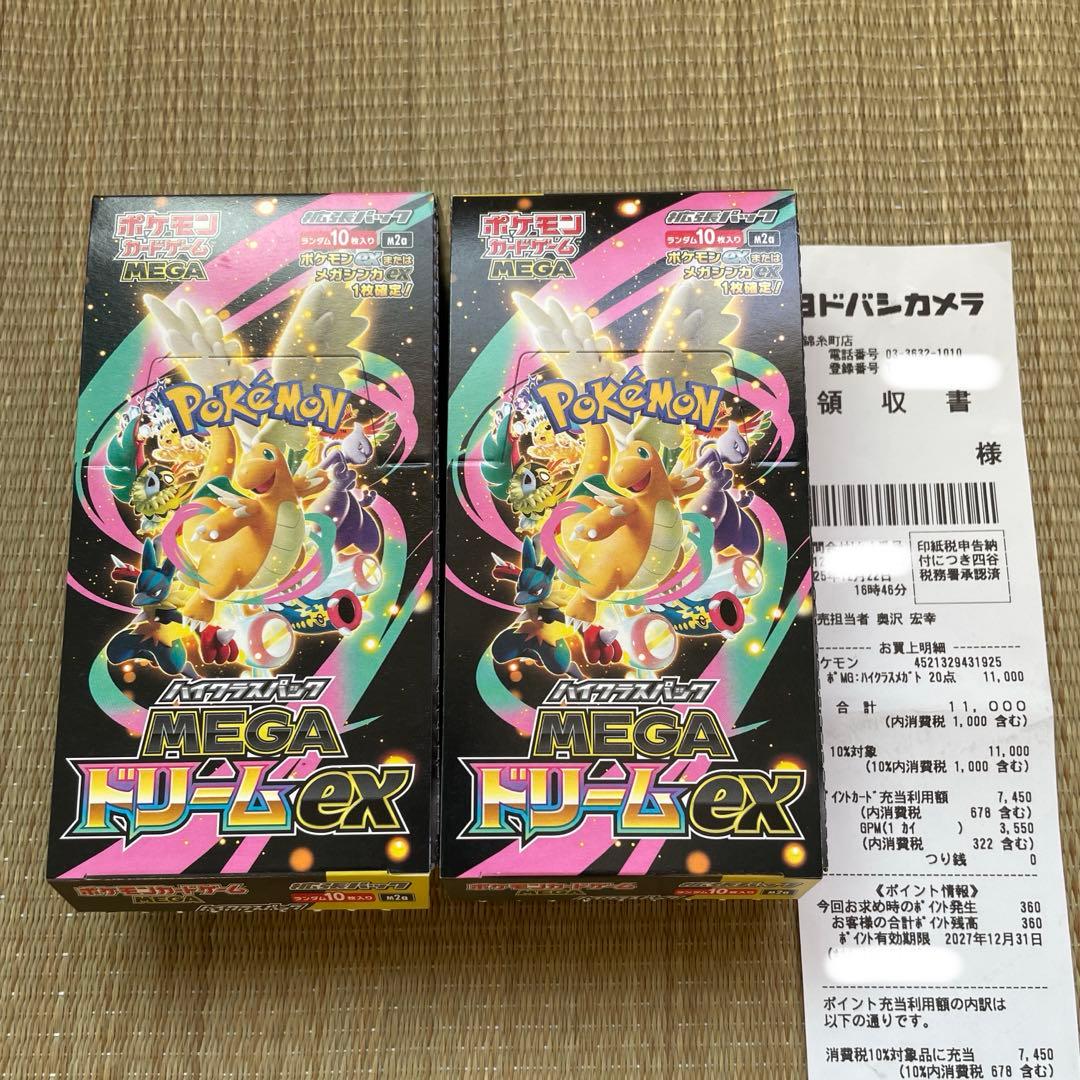 ポケモン
カードゲーム
MEGA
拡張パック
ランダム10枚入り M2a
ポケモンexまたは
メガシンカex
1枚確定!
POKéMON
ハイクラスパック
MEGA
ドリームex
ポケモンカードゲーム
MEGA
拡張パック
ランダム10枚入り M2a
ハイクラスパック
ポケモン
カードゲーム
MEGA
拡張パック
ランダム10枚入り M2a
ポケモンexまたは
メガシンカex
1枚確定!
POKéMON
ハイクラスパック
MEGA
ドリームex
ポケモンカードゲーム
MEGA
拡張パック
ランダム10枚入り M2a
ハイクラスパック
ヨドバシカメラ
錦糸町店
電話番号 03-3632-1010
登録番号
領 収 書
様
印紙税申告納
付につき四谷
税務署承認済
16時46分
売担当者 奥沢 宏幸
お買上明細
ケモン 4521329431925
ポMG:ハイクラスメガト 20点 11,000
合 計 11,000
(内消費税 1,000 含む)
10%対象 11,000
(10%内消費税 1,000 含む)
イントカード充当利用額 7,450
(内消費税 678 含む)
GPM(1 カイ ) 3,550
(内消費税 322 含む)
つり銭 0
《ポイント情報》
今回お求め時のポイント発生 360
お客様の合計ポイント残高 360
ポイント有効期限 2027年12月31日
ポイント充当利用額の内訳は
以下の通りです。
消費税10%対象品に充当 7,450
(10%内消費税 678 含む)